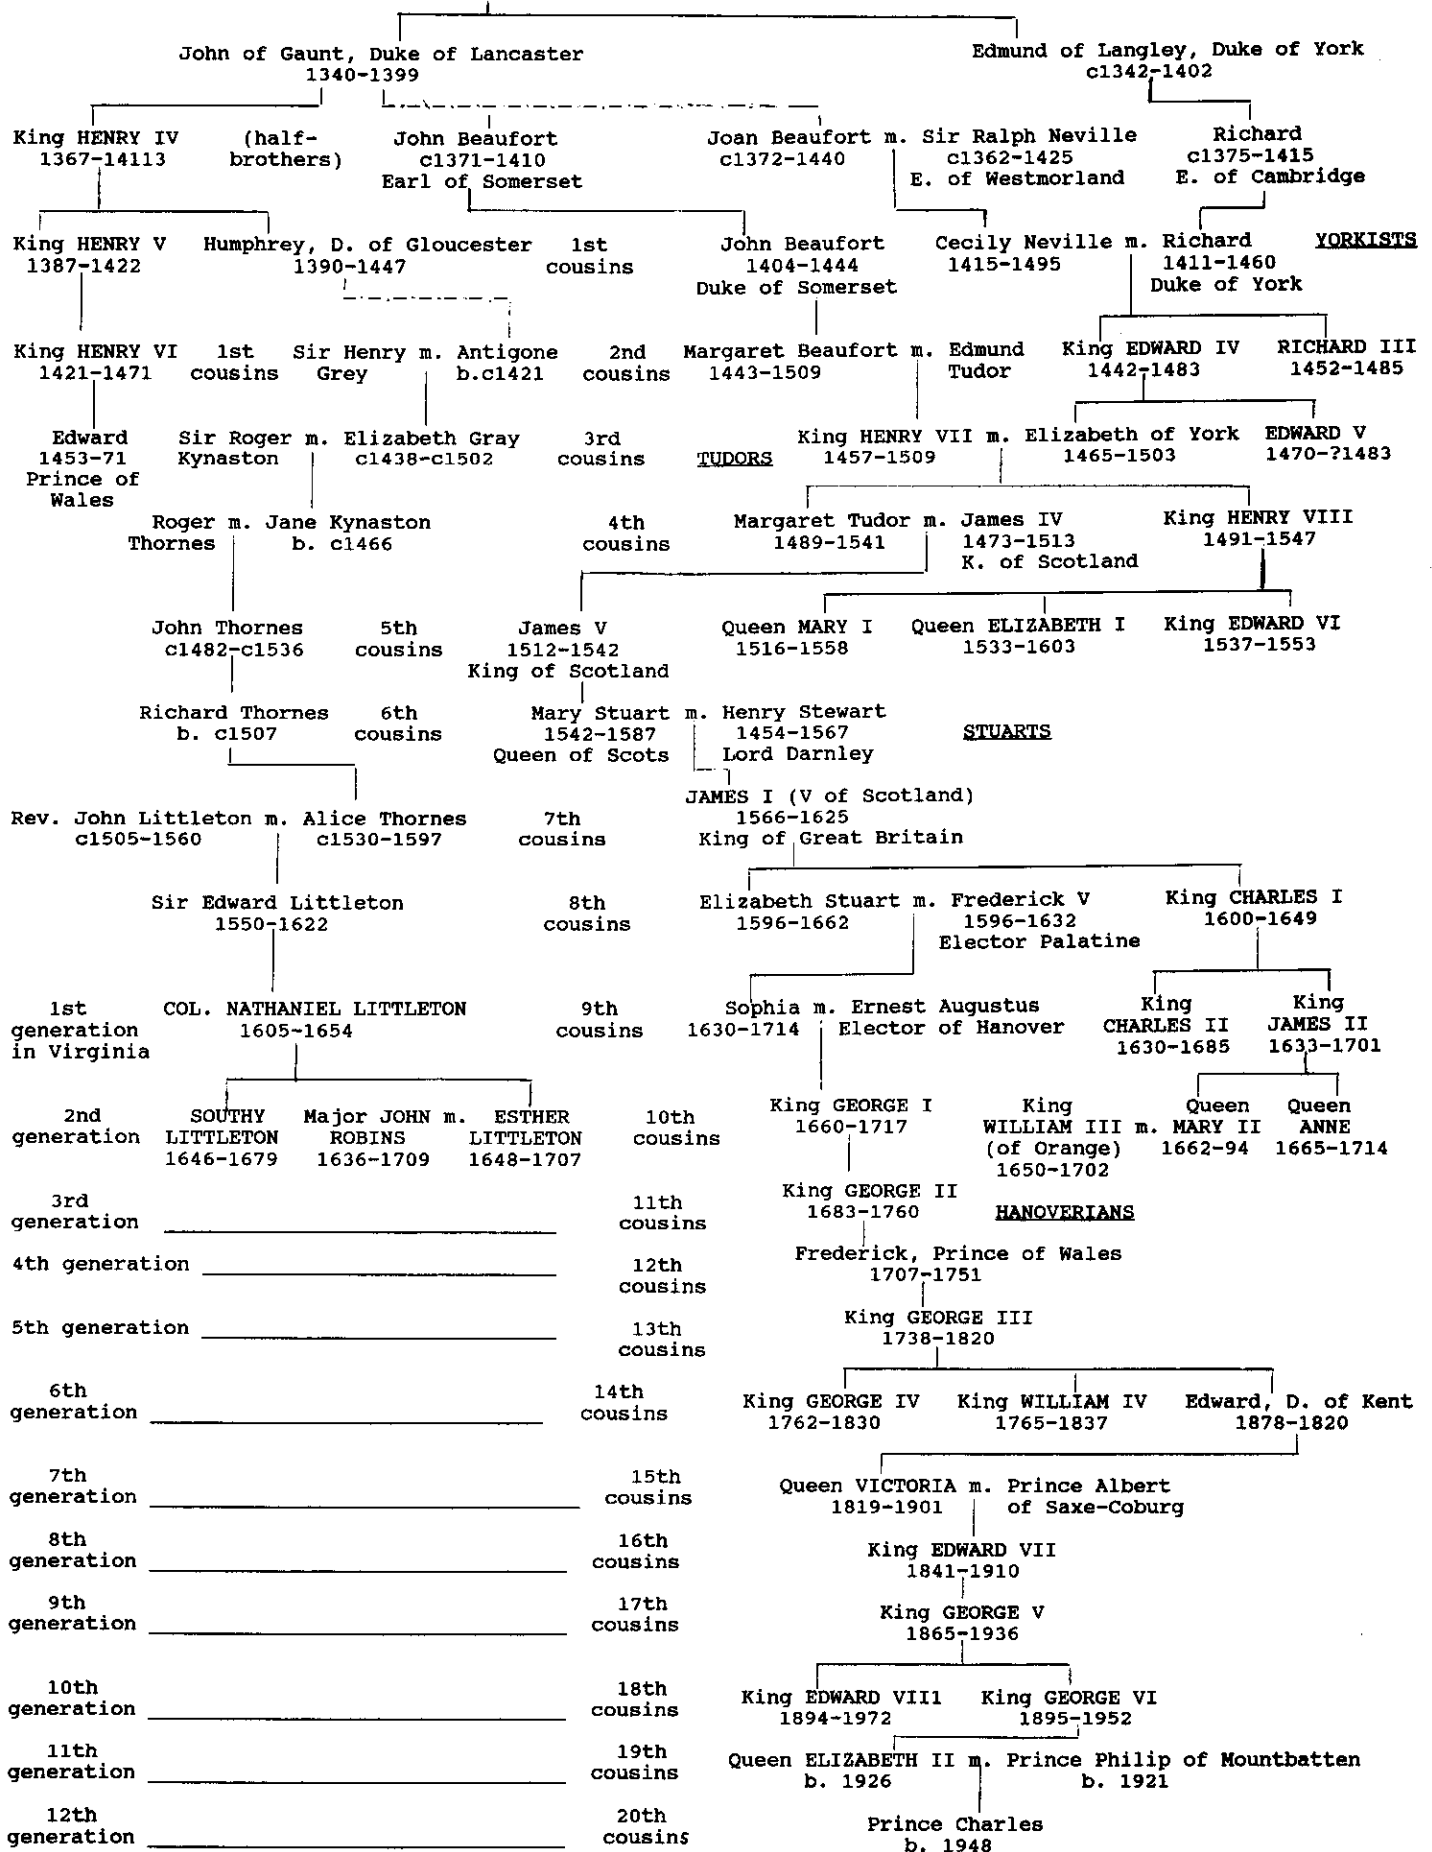 John of Gaunt, Duke of Lancaster Edmund of Langley, Duke of York
1340-1399 c1342-1402
King HENRY IV (half- John Beaufort Joan Beaufort m. Sir Ralph Neville Richard
1367-14113 brothers) c1371-1410 c1372-1440 c1362-1425 c1375-1415
Earl of Somerset E. of Westmorland E. of Cambridge
King HENRY V Humphrey, D. of Gloucester 1st John Beaufort Cecily Neville m. Richard YORKISTS
1387-1422 1390-1447 cousins 1404-1444 1415-1495 1411-1460
Duke of Somerset Duke of York
King HENRY VI 1st Sir Henry m. Antigone 2nd Margaret Beaufort m. Edmund King EDWARD IV RICHARD III
1421-1471 cousins Grey b.c1421 cousins 1443-1509 Tudor 1442-1483 1452-1485
Edward Sir Roger m. Elizabeth Gray 3rd King HENRY VII m. Elizabeth of York EDWARD V
1453-71 Kynaston c1438-c1502 cousins TUDORS 1457-1509 1465-1503 1470-?1483
Prince of
Wales
Roger m. Jane Kynaston 4th Margaret Tudor m. James IV King HENRY VIII
Thornes b. c1466 cousins 1489-1541 1473-1513 1491-1547
K. of Scotland
John Thornes 5th James V Queen MARY I Queen ELIZABETH I King EDWARD VI
c1482-c1536 cousins 1512-1542 1516-1558 1533-1603 1537-1553
King of Scotland
Richard Thornes 6th Mary Stuart m. Henry Stewart
b. c1507 cousins 1542-1587 1454-1567 STUARTS
Queen of Scots Lord Darnley
JAMES I (V of Scotland)
Rev. John Littleton m. Alice Thornes 7th 1566-1625
c1505-1560 c1530-1597 cousins King of Great Britain
Sir Edward Littleton 8th Elizabeth Stuart m. Frederick V King CHARLES I
1550-1622 cousins 1596-1662 1596-1632 1600-1649
Elector Palatine
1st COL. NATHANIEL LITTLETON 9th Sophia m. Ernest Augustus King King
generation 1605-1654 cousins 1630-1714 Elector of Hanover CHARLES II JAMES II
in Virginia 1630-1685 1633-1701
2nd SOUTHY Major JOHN m. ESTHER 10th King GEORGE I King Queen Queen
generation LITTLETON ROBINS LITTLETON cousins 1660-1717 WILLIAM III m. MARY II ANNE
1646-1679 1636-1709 1648-1707 (of Orange) 1662-94 1665-1714
1650-1702
3rd 11th King GEORGE II
generation cousins 1683-1760 HANOVERIANS
4th generation 12th Frederick, Prince of Wales
cousins 1707-1751
5th generation 13th King GEORGE III
cousins 1738-1820
6th 14th King GEORGE IV King WILLIAM IV Edward, D. of Kent
generation cousins 1762-1830 1765-1837 1878-1820
7th 15th Queen VICTORIA m. Prince Albert
generation cousins 1819-1901 of Saxe-Coburg
8th 16th King EDWARD VII
generation cousins 1841-1910
9th 17th King GEORGE V
generation cousins 1865-1936
10th 18th King EDWARD VII1 King GEORGE VI
generation cousins 1894-1972 1895-1952
11th 19th Queen ELIZABETH II m. Prince Philip of Mountbatten
generation cousins b. 1926 b. 1921
12th 20th Prince Charles
generation cousins b. 1948